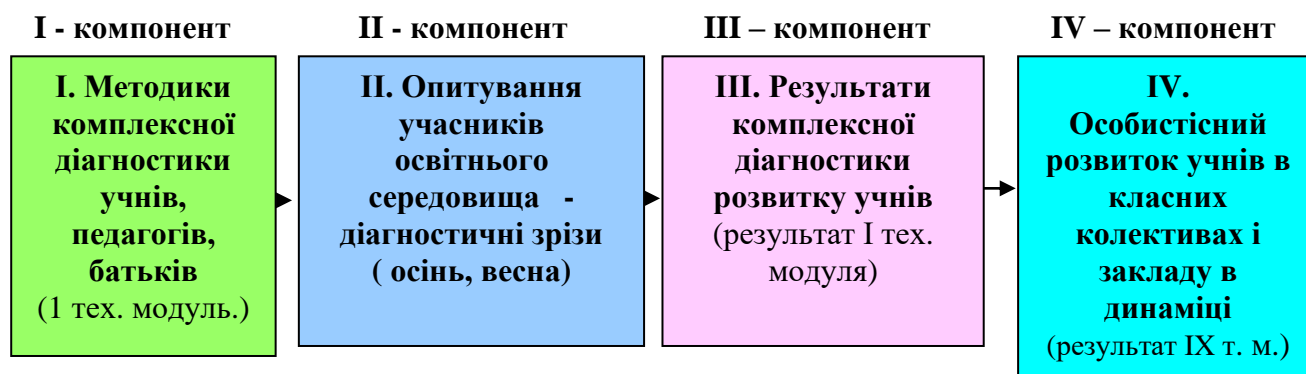 I - компонент
II - компонент
III – компонент
IV – компонент
I. Методики
комплексної
діагностики
учнів,
педагогів,
батьків
(1 тех. модуль.)
II. Опитування
учасників
освітнього
середовища -
діагностичні зрізи
( осінь, весна)
III. Результати
комплексної
діагностики
розвитку учнів
(результат I тех.
модуля)
IV.
Особистісний
розвиток учнів в
класних
колективах і
закладу в
динаміці
(результат IX т. м.)